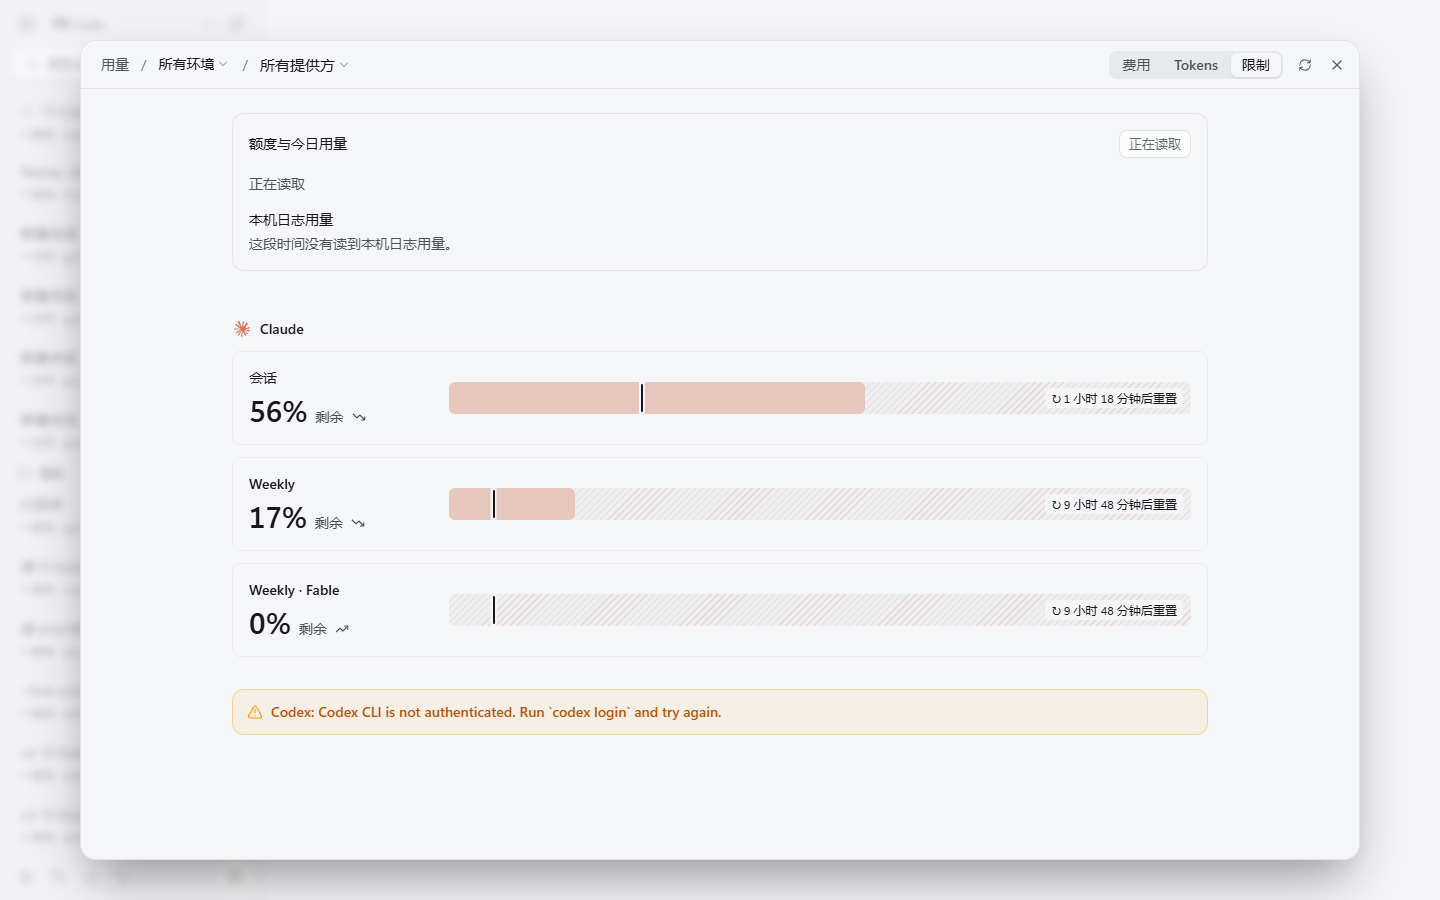 用量 / 所有环境 / 所有提供方
费用 Tokens 限制
额度与今日用量
正在读取
正在读取
本机日志用量
这段时间没有读到本机日志用量。
Claude
会话
56% 剩余
↻ 1 小时 18 分钟后重置
Weekly
17% 剩余
↻ 9 小时 48 分钟后重置
Weekly · Fable
0% 剩余
↻ 9 小时 48 分钟后重置
Codex: Codex CLI is not authenticated. Run `codex login` and try again.